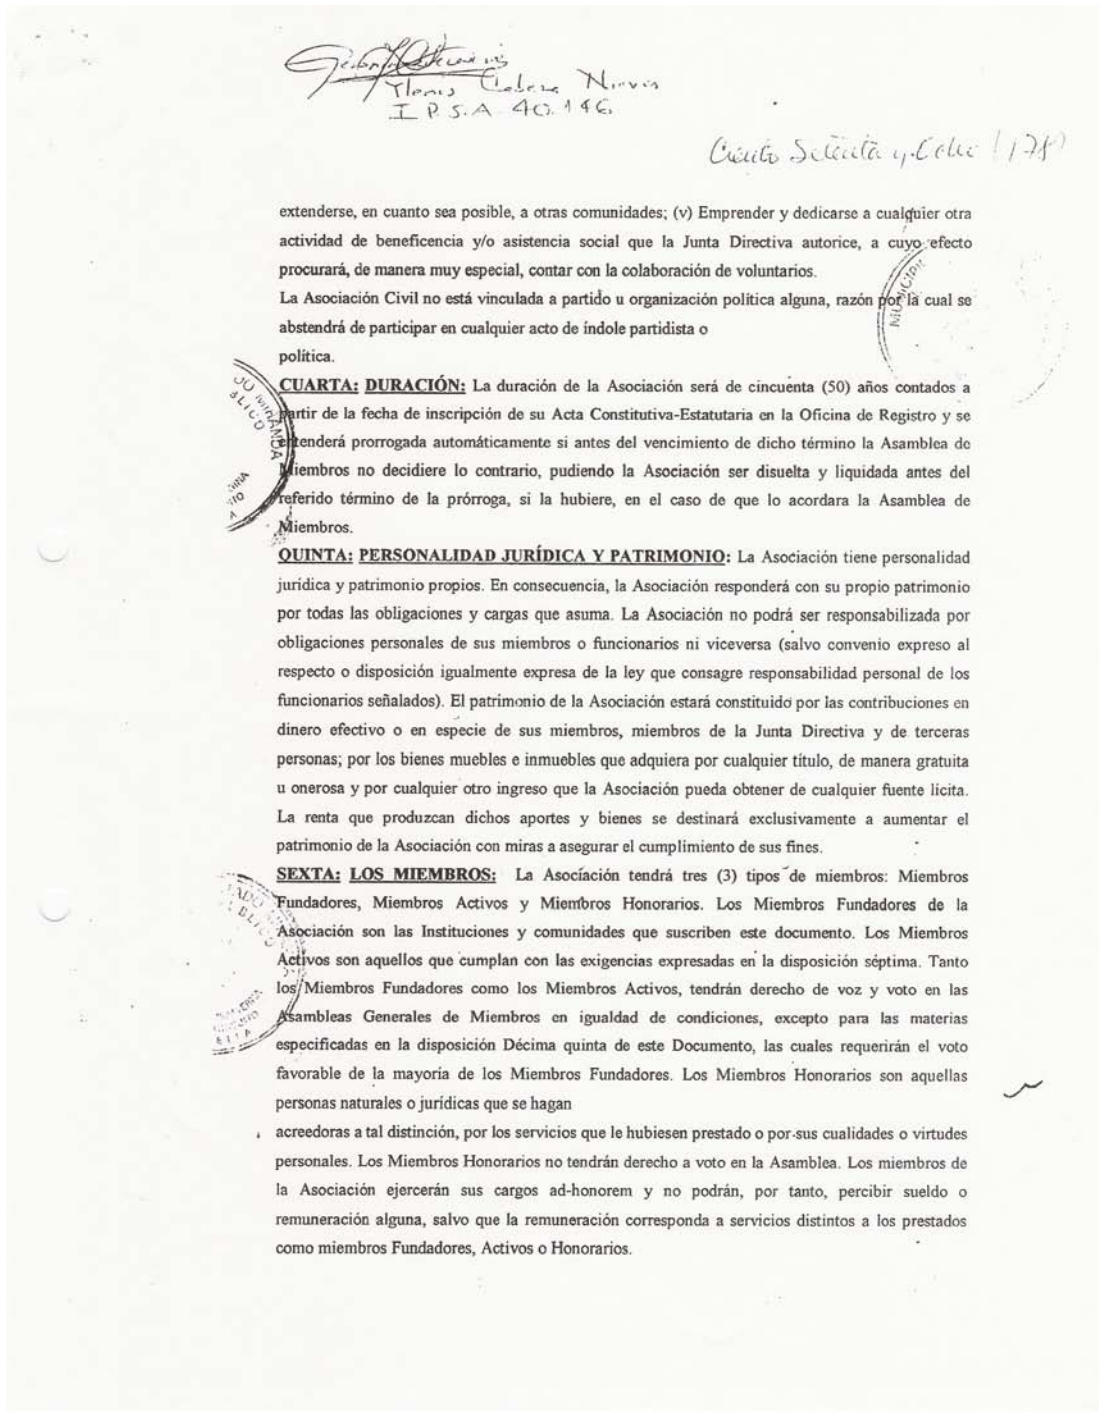 Nieves
I.P.S.A 40.146
Ciento Setenta y Ocho (178)
extenderse, en cuanto sea posible, a otras comunidades; (v) Emprender y dedicarse a cualquier otra
actividad de beneficencia y/o asistencia social que la Junta Directiva autorice, a cuyo efecto
procurará, de manera muy especial, contar con la colaboración de voluntarios.
La Asociación Civil no está vinculada a partido u organización política alguna, razón por la cual se
abstendrá de participar en cualquier acto de índole partidista o
política.
CUARTA: DURACIÓN: La duración de la Asociación será de cincuenta (50) años contados a
partir de la fecha de inscripción de su Acta Constitutiva-Estatutaria en la Oficina de Registro y se
entenderá prorrogada automáticamente si antes del vencimiento de dicho término la Asamblea de
Miembros no decidiere lo contrario, pudiendo la Asociación ser disuelta y liquidada antes del
referido término de la prórroga, si la hubiere, en el caso de que lo acordara la Asamblea de
Miembros.
QUINTA: PERSONALIDAD JURÍDICA Y PATRIMONIO: La Asociación tiene personalidad
jurídica y patrimonio propios. En consecuencia, la Asociación responderá con su propio patrimonio
por todas las obligaciones y cargas que asuma. La Asociación no podrá ser responsabilizada por
obligaciones personales de sus miembros o funcionarios ni viceversa (salvo convenio expreso al
respecto o disposición igualmente expresa de la ley que consagre responsabilidad personal de los
funcionarios señalados). El patrimonio de la Asociación estará constituido por las contribuciones en
dinero efectivo o en especie de sus miembros, miembros de la Junta Directiva y de terceras
personas; por los bienes muebles e inmuebles que adquiera por cualquier título, de manera gratuita
u onerosa y por cualquier otro ingreso que la Asociación pueda obtener de cualquier fuente licita.
La renta que produzcan dichos aportes y bienes se destinará exclusivamente a aumentar el
patrimonio de la Asociación con miras a asegurar el cumplimiento de sus fines.
SEXTA: LOS MIEMBROS: La Asociación tendrá tres (3) tipos de miembros: Miembros
Fundadores, Miembros Activos y Miembros Honorarios. Los Miembros Fundadores de la
Asociación son las Instituciones y comunidades que suscriben este documento. Los Miembros
Activos son aquellos que cumplan con las exigencias expresadas en la disposición séptima. Tanto
los Miembros Fundadores como los Miembros Activos, tendrán derecho de voz y voto en las
Asambleas Generales de Miembros en igualdad de condiciones, excepto para las materias
especificadas en la disposición Décima quinta de este Documento, las cuales requerirán el voto
favorable de la mayoría de los Miembros Fundadores. Los Miembros Honorarios son aquellas
personas naturales o jurídicas que se hagan
acreedoras a tal distinción, por los servicios que le hubiesen prestado o por sus cualidades o virtudes
personales. Los Miembros Honorarios no tendrán derecho a voto en la Asamblea. Los miembros de
la Asociación ejercerán sus cargos ad-honorem y no podrán, por tanto, percibir sueldo o
remuneración alguna, salvo que la remuneración corresponda a servicios distintos a los prestados
como miembros Fundadores, Activos o Honorarios.